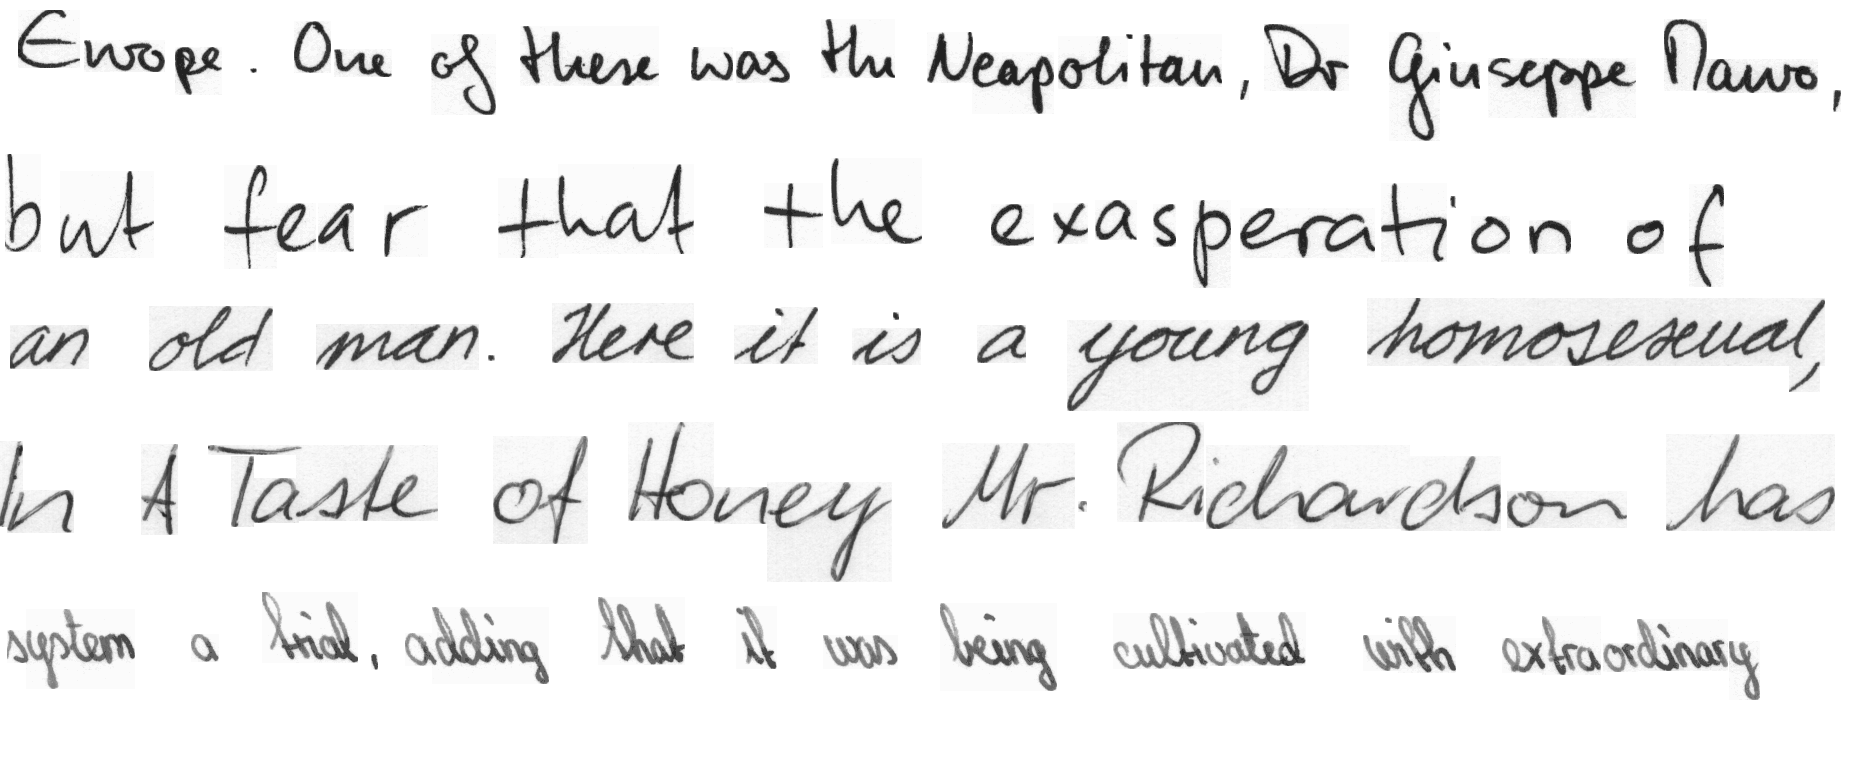 Europe. One of these was the Neapolitan, Dr Giuseppe Mauro,
but fear that the exasperation of
an old man. Here it is a young homosexual,
In A Taste of Honey Mr. Richardson has
system a trial, adding that it was being cultivated with extraordinary